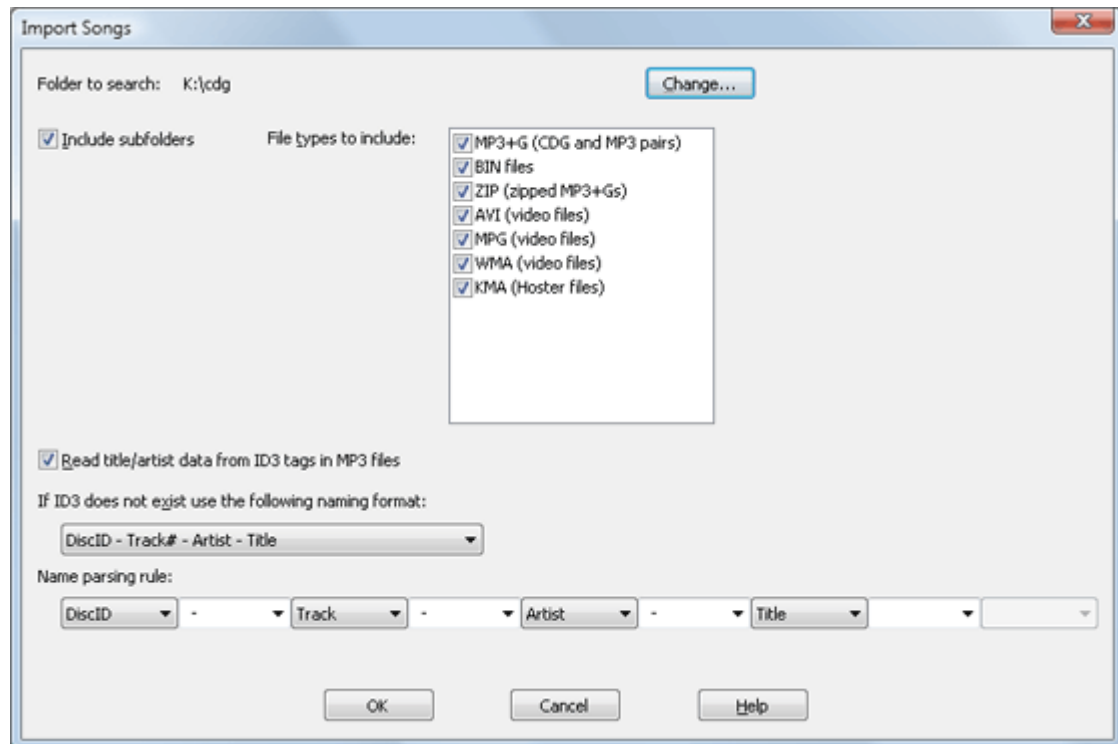 Import Songs
Folder to search: K:\cdg Change...
Include subfolders File types to include:
MP3+G (CDG and MP3 pairs)
BIN files
ZIP (zipped MP3+Gs)
AVI (video files)
MPG (video files)
WMA (video files)
KMA (Hoster files)
Read title/artist data from ID3 tags in MP3 files
If ID3 does not exist use the following naming format:
DiscID - Track# - Artist - Title
Name parsing rule:
DiscID - Track - Artist - Title
OK Cancel Help